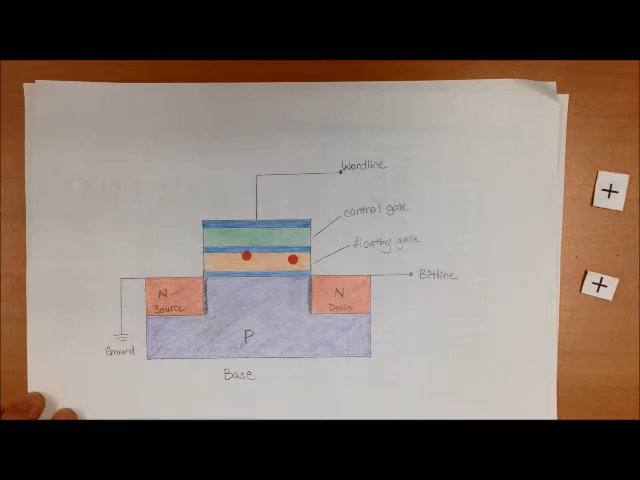 Wordline
control gate
floating gate
Bitline
N
Source
N
Drain
P
Ground
Base
+
+